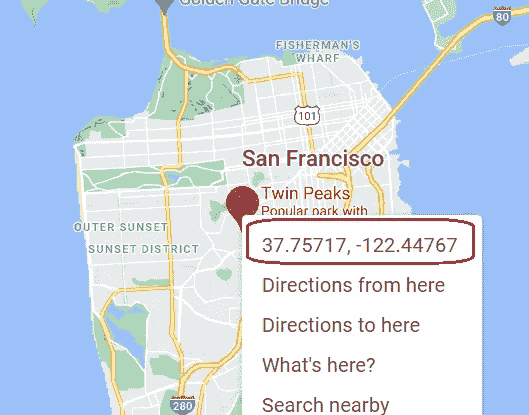 Golden Gate Bridge
80
FISHERMAN'S
WHARF
101
San Francisco
Twin Peaks
Popular park with
OUTER SUNSET
SUNSET DISTRICT
37.75717, -122.44767
Directions from here
Directions to here
What's here?
280
Search nearby